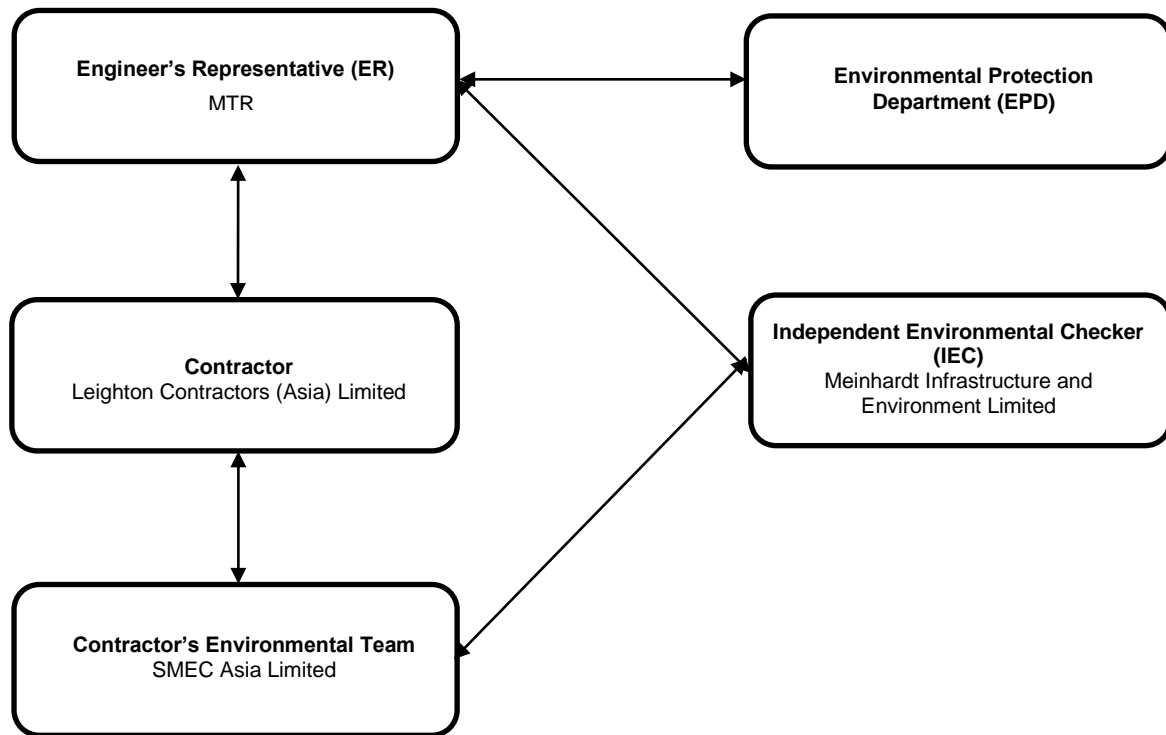 Engineer's Representative (ER)
MTR
Environmental Protection
Department (EPD)
Contractor
Leighton Contractors (Asia) Limited
Independent Environmental Checker
(IEC)
Meinhardt Infrastructure and
Environment Limited
Contractor's Environmental Team
SMEC Asia Limited